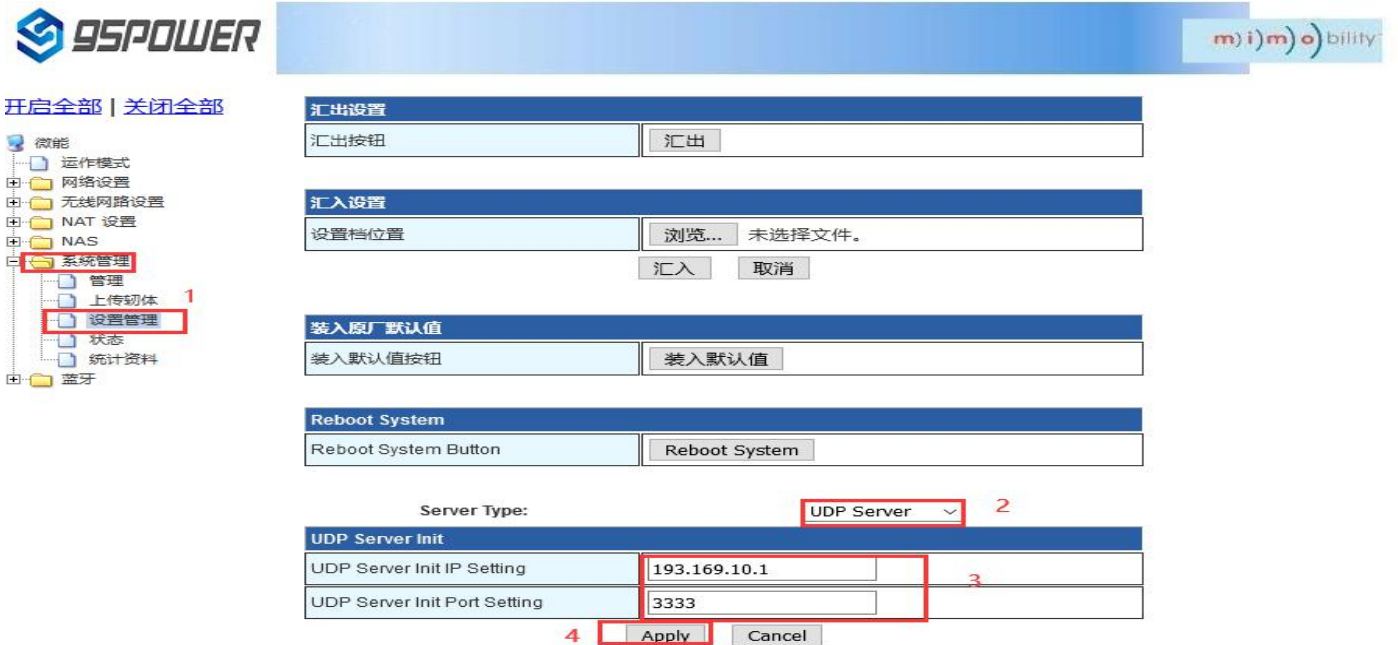 95POWER
m)i)m)o)bility
开启全部 | 关闭全部
微能
运作模式
网络设置
无线网路设置
NAT 设置
NAS
系统管理
管理
上传韧体
1
设置管理
状态
统计资料
蓝牙
汇出设置
汇出按钮 汇出
汇入设置
设置档位置 浏览... 未选择文件。
汇入 取消
装入原厂默认值
装入默认值按钮 装入默认值
Reboot System
Reboot System Button Reboot System
Server Type: UDP Server 2
UDP Server Init
UDP Server Init IP Setting 193.169.10.1
3
UDP Server Init Port Setting 3333
4 Apply Cancel